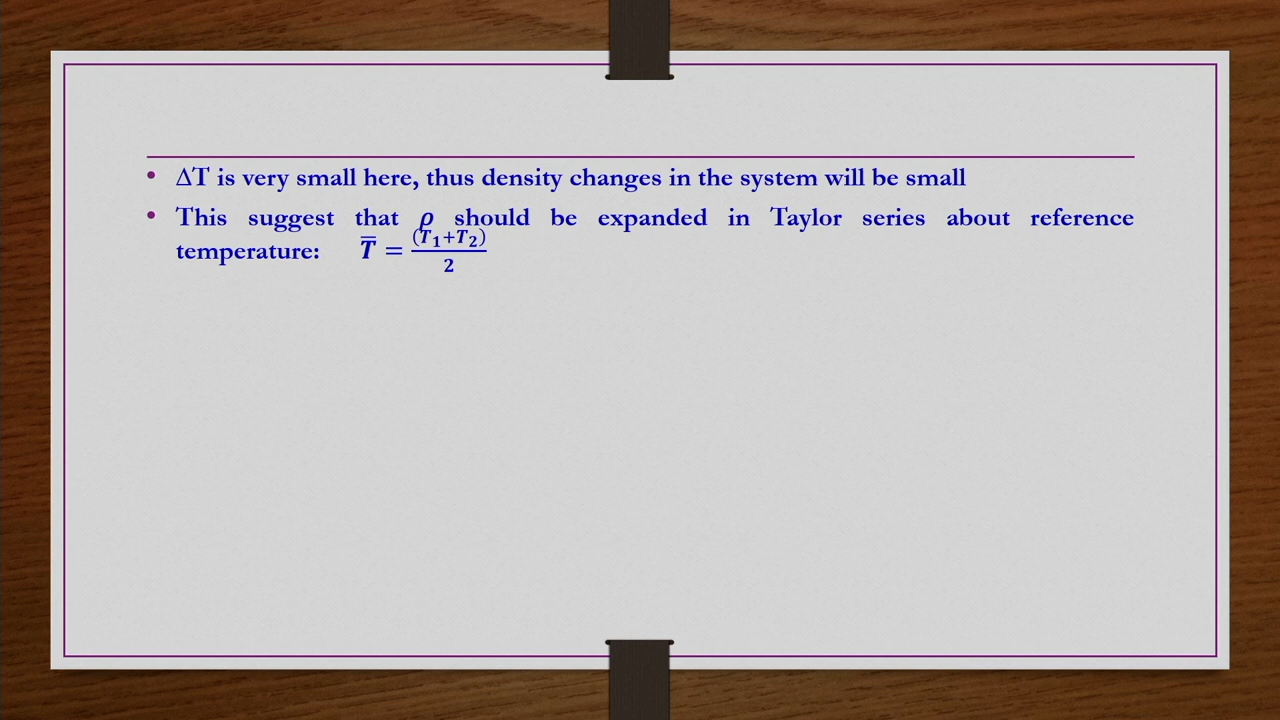 • ΔT is very small here, thus density changes in the system will be small
• This suggest that ρ should be expanded in Taylor series about reference
temperature: T̅ = (T₁+T₂)/2